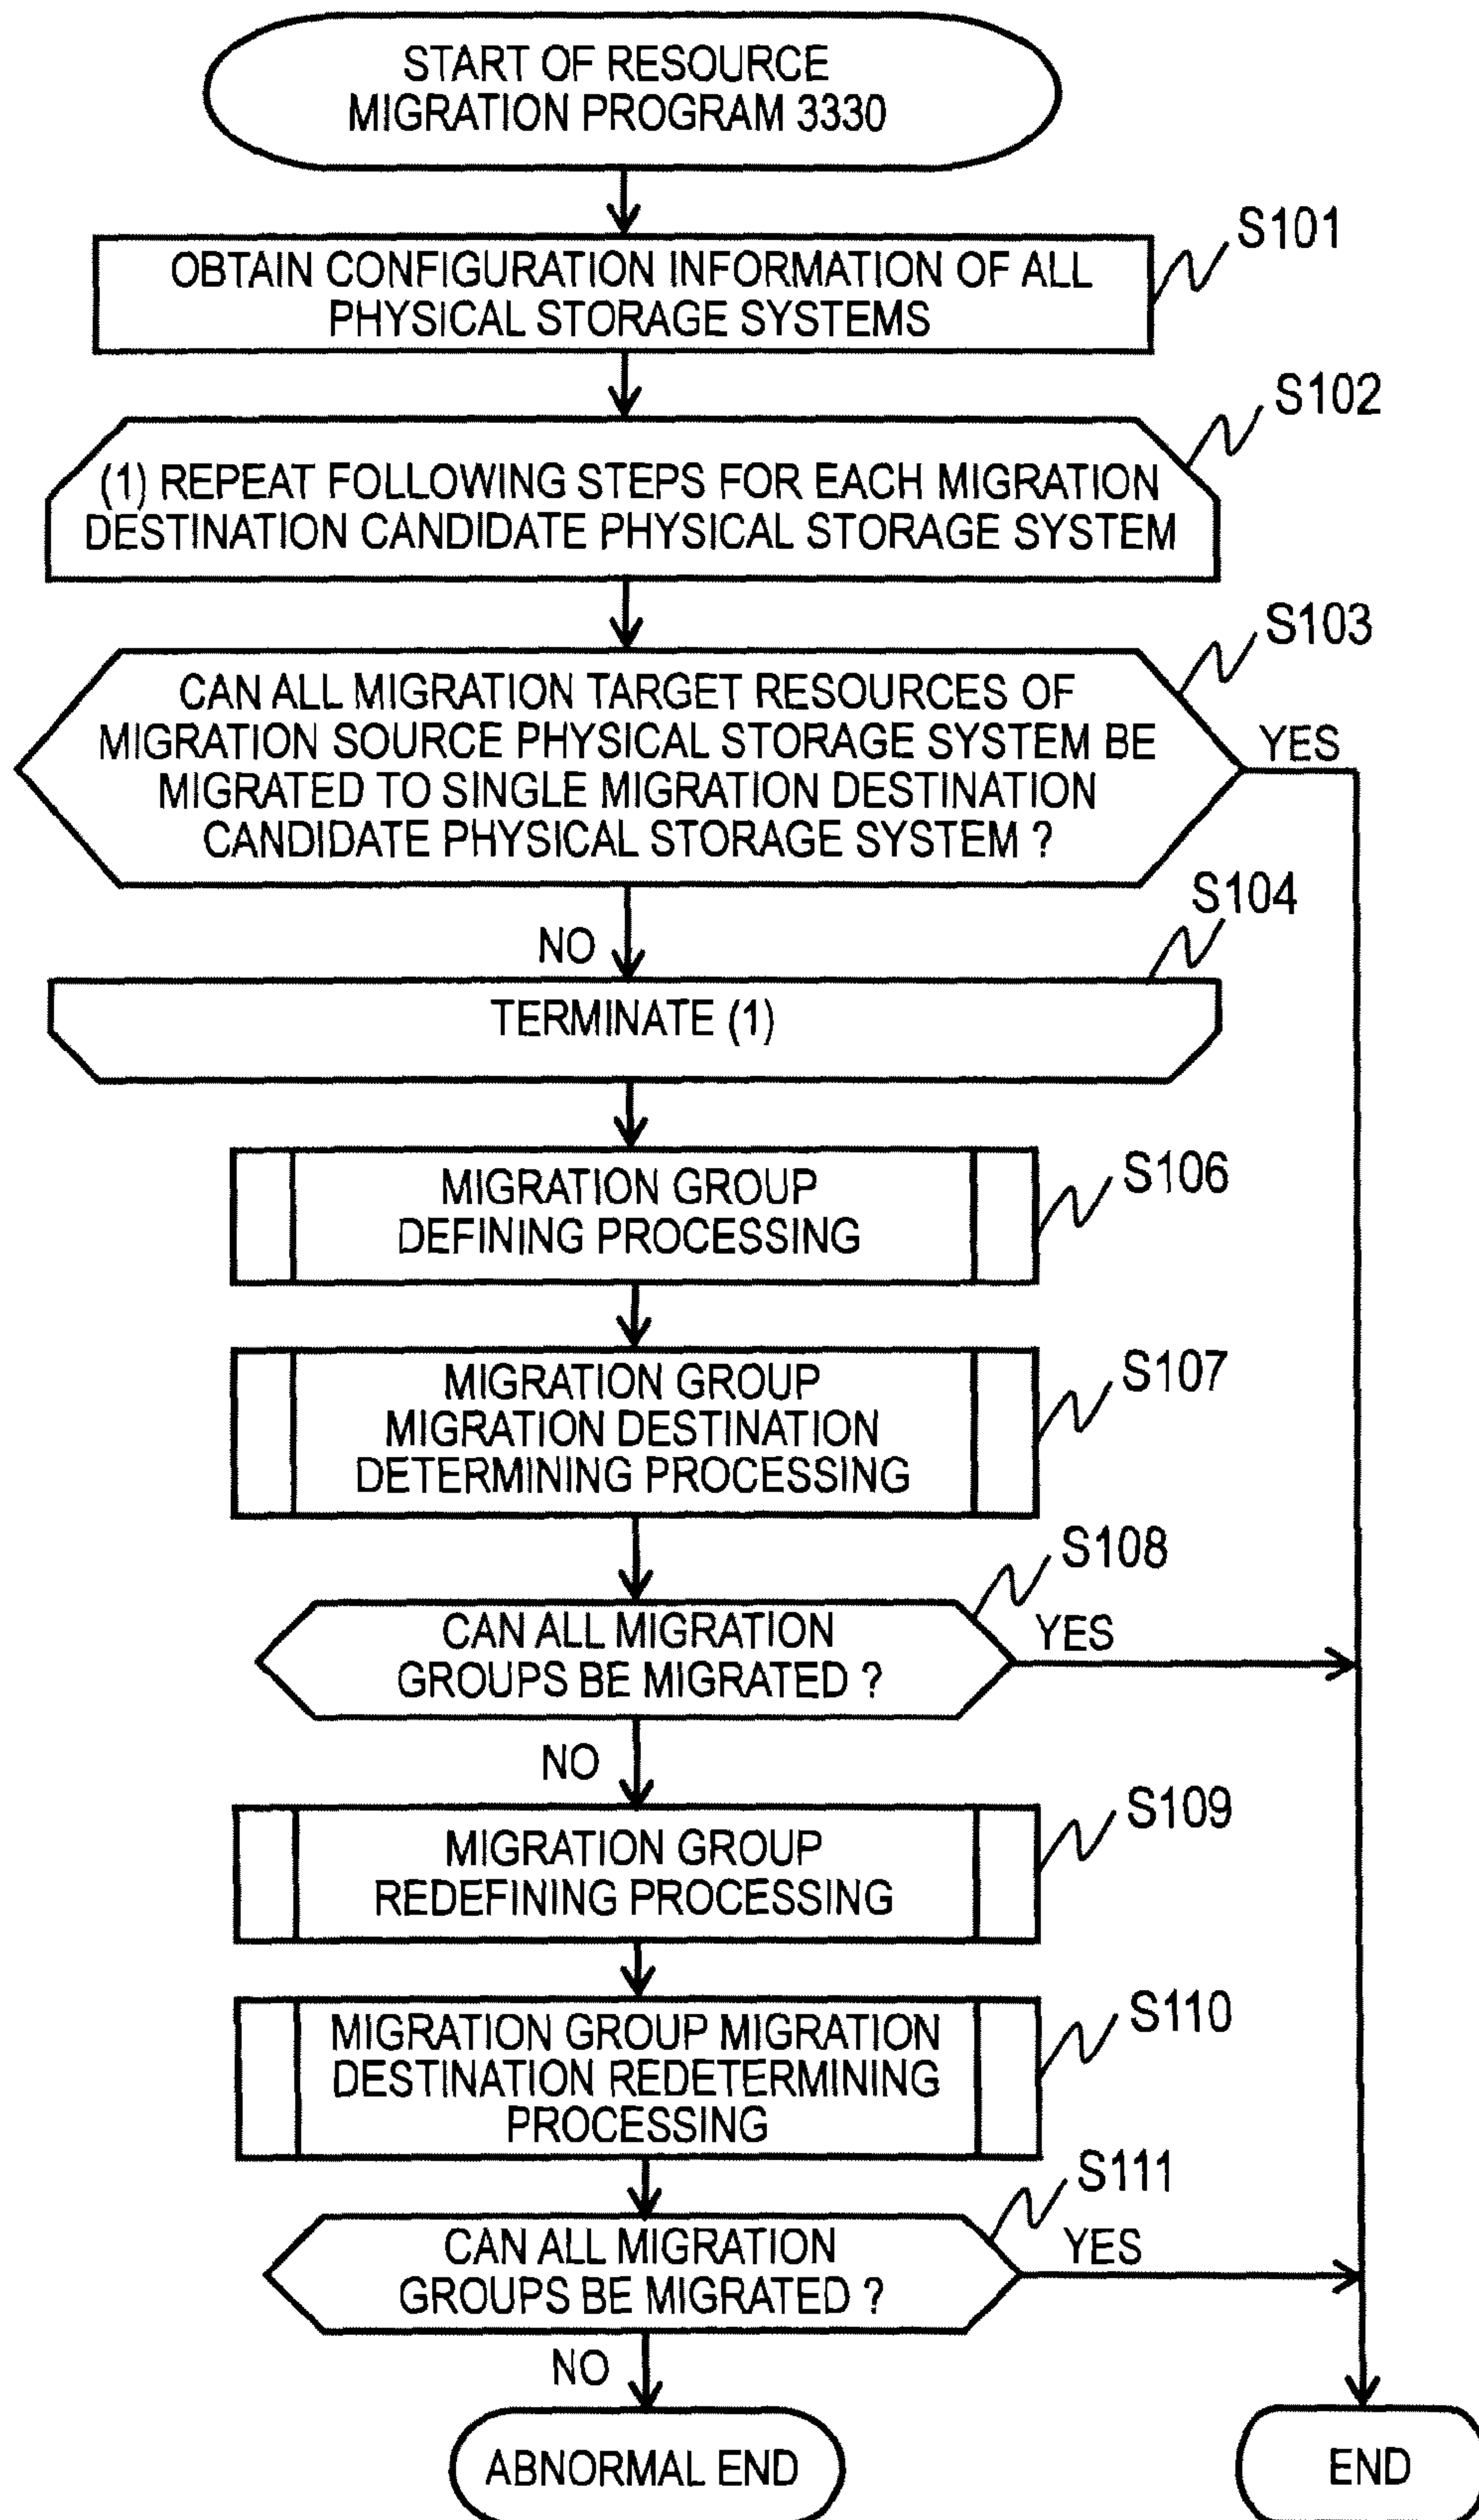 START OF RESOURCE
MIGRATION PROGRAM 3330
S101
OBTAIN CONFIGURATION INFORMATION OF ALL
PHYSICAL STORAGE SYSTEMS
S102
(1) REPEAT FOLLOWING STEPS FOR EACH MIGRATION
DESTINATION CANDIDATE PHYSICAL STORAGE SYSTEM
S103
CAN ALL MIGRATION TARGET RESOURCES OF
MIGRATION SOURCE PHYSICAL STORAGE SYSTEM BE
MIGRATED TO SINGLE MIGRATION DESTINATION
CANDIDATE PHYSICAL STORAGE SYSTEM ?
YES
NO
S104
TERMINATE (1)
MIGRATION GROUP
DEFINING PROCESSING
S106
MIGRATION GROUP
MIGRATION DESTINATION
DETERMINING PROCESSING
S107
S108
CAN ALL MIGRATION
GROUPS BE MIGRATED ?
YES
NO
MIGRATION GROUP
REDEFINING PROCESSING
S109
MIGRATION GROUP MIGRATION
DESTINATION REDETERMINING
PROCESSING
S110
S111
CAN ALL MIGRATION
GROUPS BE MIGRATED ?
YES
NO
ABNORMAL END
END